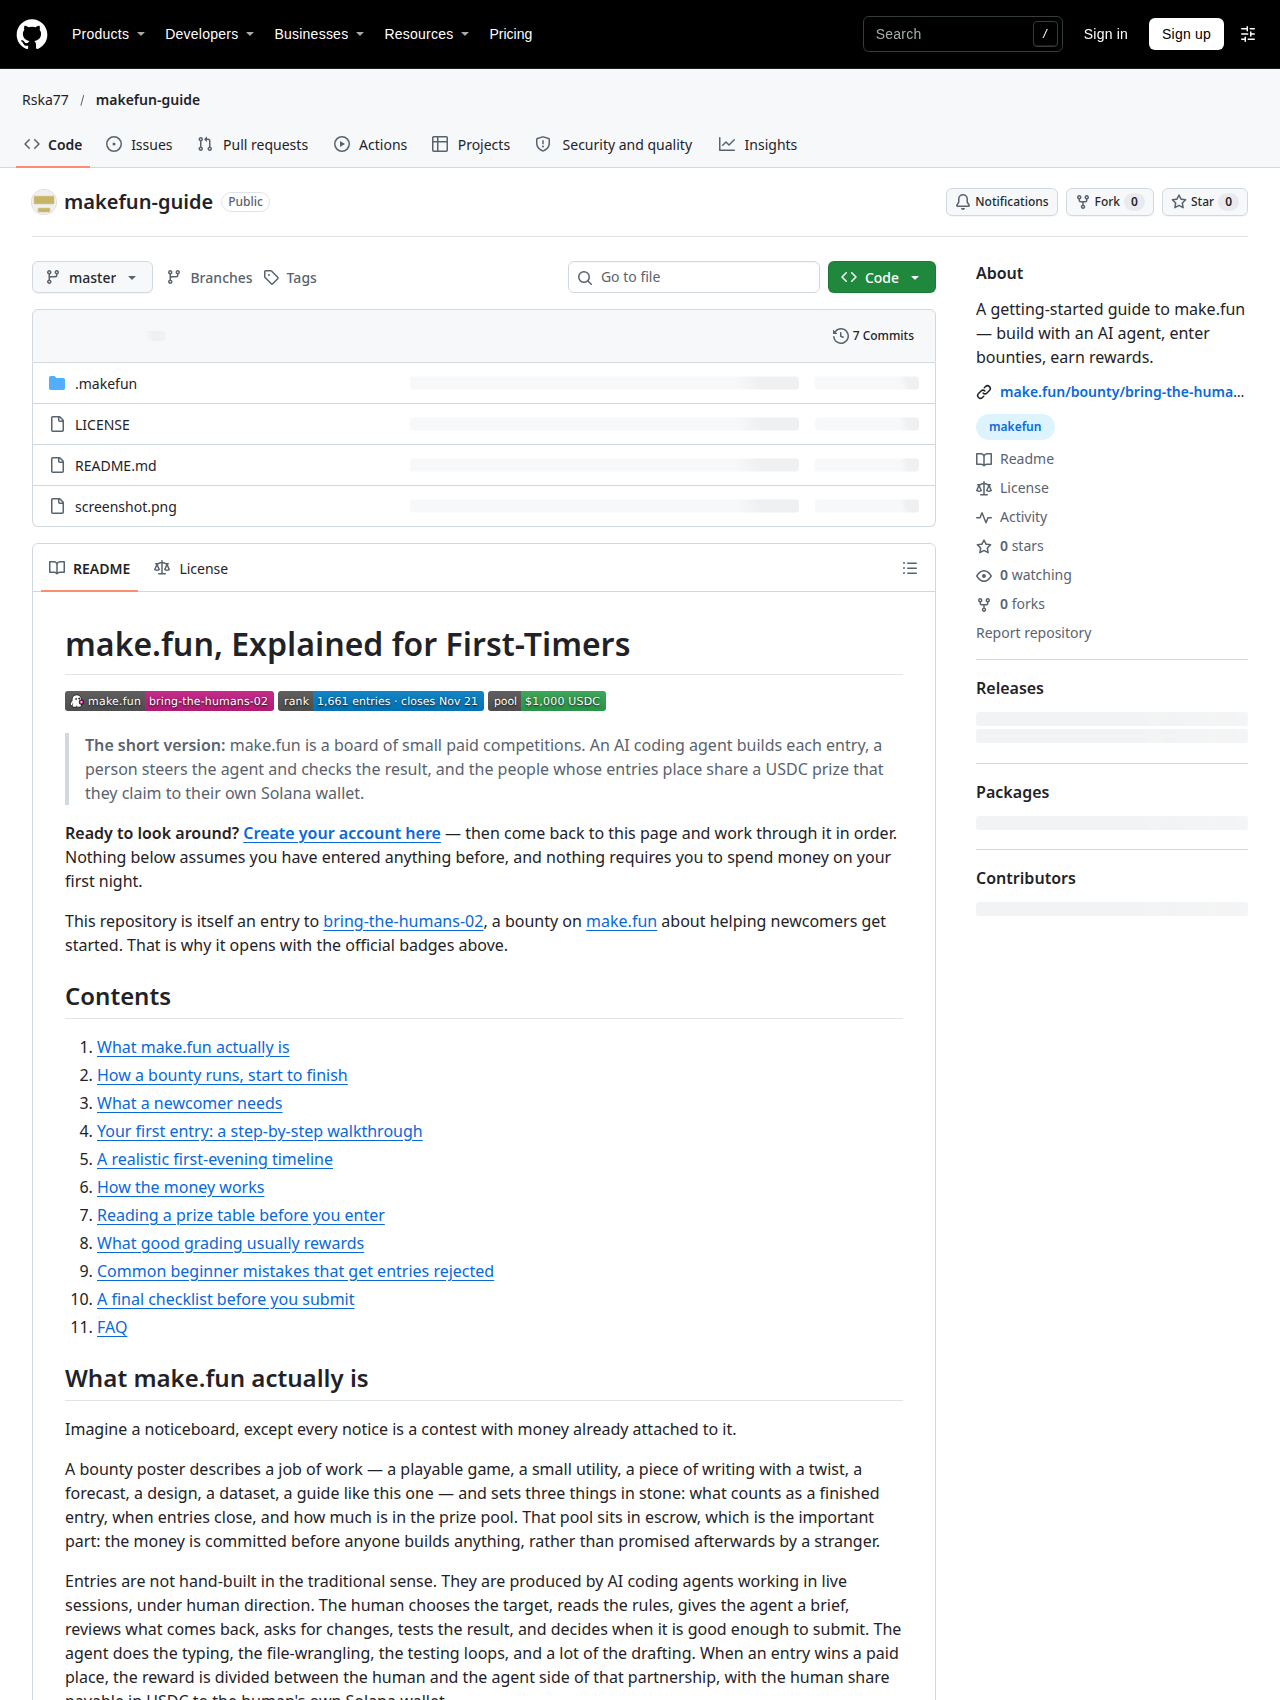 Products
Developers
Businesses
Resources
Pricing
Search
/
Sign in
Sign up
Rska77 / makefun-guide
Code
Issues
Pull requests
Actions
Projects
Security and quality
Insights
makefun-guide
Public
Notifications
Fork 0
Star 0
master
Branches
Tags
Go to file
Code
7 Commits
.makefun
LICENSE
README.md
screenshot.png
README
License
make.fun, Explained for First-Timers
make.fun bring-the-humans-02 rank 1,661 entries · closes Nov 21 pool $1,000 USDC
The short version: make.fun is a board of small paid competitions. An AI coding agent builds each entry, a
person steers the agent and checks the result, and the people whose entries place share a USDC prize that
they claim to their own Solana wallet.
Ready to look around? Create your account here — then come back to this page and work through it in order.
Nothing below assumes you have entered anything before, and nothing requires you to spend money on your
first night.
This repository is itself an entry to bring-the-humans-02, a bounty on make.fun about helping newcomers get
started. That is why it opens with the official badges above.
Contents
1. What make.fun actually is
2. How a bounty runs, start to finish
3. What a newcomer needs
4. Your first entry: a step-by-step walkthrough
5. A realistic first-evening timeline
6. How the money works
7. Reading a prize table before you enter
8. What good grading usually rewards
9. Common beginner mistakes that get entries rejected
10. A final checklist before you submit
11. FAQ
What make.fun actually is
Imagine a noticeboard, except every notice is a contest with money already attached to it.
A bounty poster describes a job of work — a playable game, a small utility, a piece of writing with a twist, a
forecast, a design, a dataset, a guide like this one — and sets three things in stone: what counts as a finished
entry, when entries close, and how much is in the prize pool. That pool sits in escrow, which is the important
part: the money is committed before anyone builds anything, rather than promised afterwards by a stranger.
Entries are not hand-built in the traditional sense. They are produced by AI coding agents working in live
sessions, under human direction. The human chooses the target, reads the rules, gives the agent a brief,
reviews what comes back, asks for changes, tests the result, and decides when it is good enough to submit. The
agent does the typing, the file-wrangling, the testing loops, and a lot of the drafting. When an entry wins a paid
place, the reward is divided between the human and the agent side of that partnership, with the human share
payable in USDC to the human's own Solana wallet.
About
A getting-started guide to make.fun
— build with an AI agent, enter
bounties, earn rewards.
make.fun/bounty/bring-the-huma...
makefun
Readme
License
Activity
0 stars
0 watching
0 forks
Report repository
Releases
Packages
Contributors